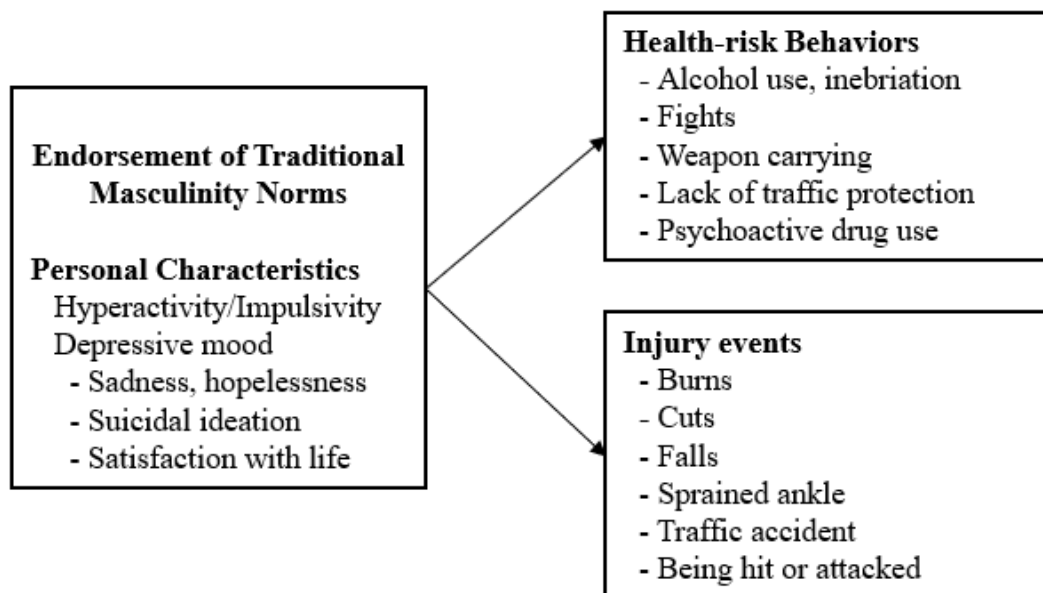 Endorsement of Traditional
Masculinity Norms
Personal Characteristics
Hyperactivity/Impulsivity
Depressive mood
- Sadness, hopelessness
- Suicidal ideation
- Satisfaction with life
Health-risk Behaviors
- Alcohol use, inebriation
- Fights
- Weapon carrying
- Lack of traffic protection
- Psychoactive drug use
Injury events
- Burns
- Cuts
- Falls
- Sprained ankle
- Traffic accident
- Being hit or attacked